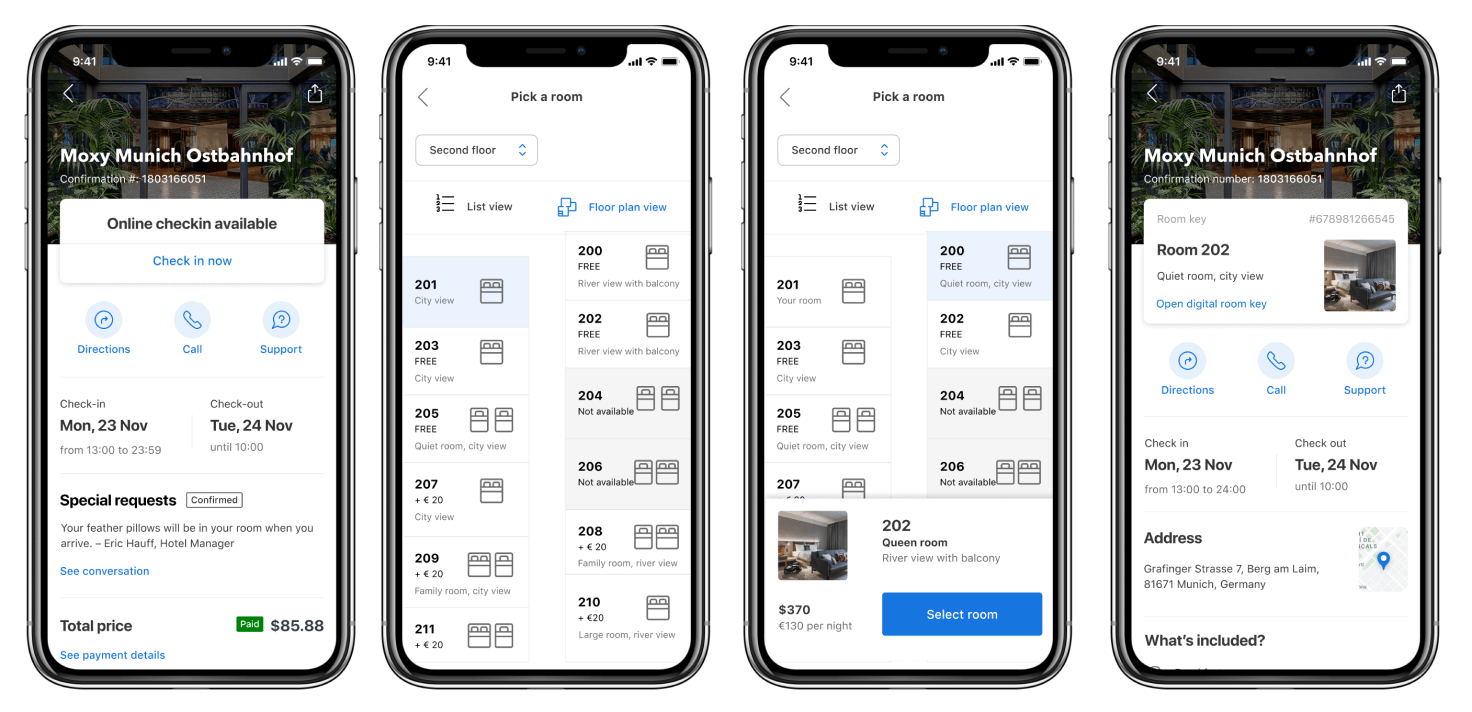 9:41
Moxy Munich Ostbahnhof
Confirmation #: 1803166051
Online checkin available
Check in now
Directions
Call
Support
Check-in
Check-out
Mon, 23 Nov
Tue, 24 Nov
from 13:00 to 23:59
until 10:00
Special requests
Confirmed
Your feather pillows will be in your room when you
arrive. – Eric Hauff, Hotel Manager
See conversation
Total price
Paid
$85.88
See payment details
9:41
Pick a room
Second floor
List view
Floor plan view
201
City view
203
FREE
City view
205
FREE
Quiet room, city view
207
+ € 20
City view
209
+ € 20
Family room, city view
211
+ € 20
200
FREE
River view with balcony
202
FREE
River view with balcony
204
Not available
206
Not available
208
+ € 20
Family room, river view
210
+ €20
Large room, river view
9:41
Pick a room
Second floor
List view
Floor plan view
201
Your room
203
FREE
City view
205
FREE
Quiet room, city view
207
200
FREE
Quiet room, city view
202
FREE
City view
204
Not available
206
Not available
202
Queen room
River view with balcony
$370
€130 per night
Select room
9:41
Moxy Munich Ostbahnhof
Confirmation number: 1803166051
Room key
#678981266545
Room 202
Quiet room, city view
Open digital room key
Directions
Call
Support
Check in
Check out
Mon, 23 Nov
Tue, 24 Nov
from 13:00 to 24:00
until 10:00
Address
Grafinger Strasse 7, Berg am Laim,
81671 Munich, Germany
What's included?